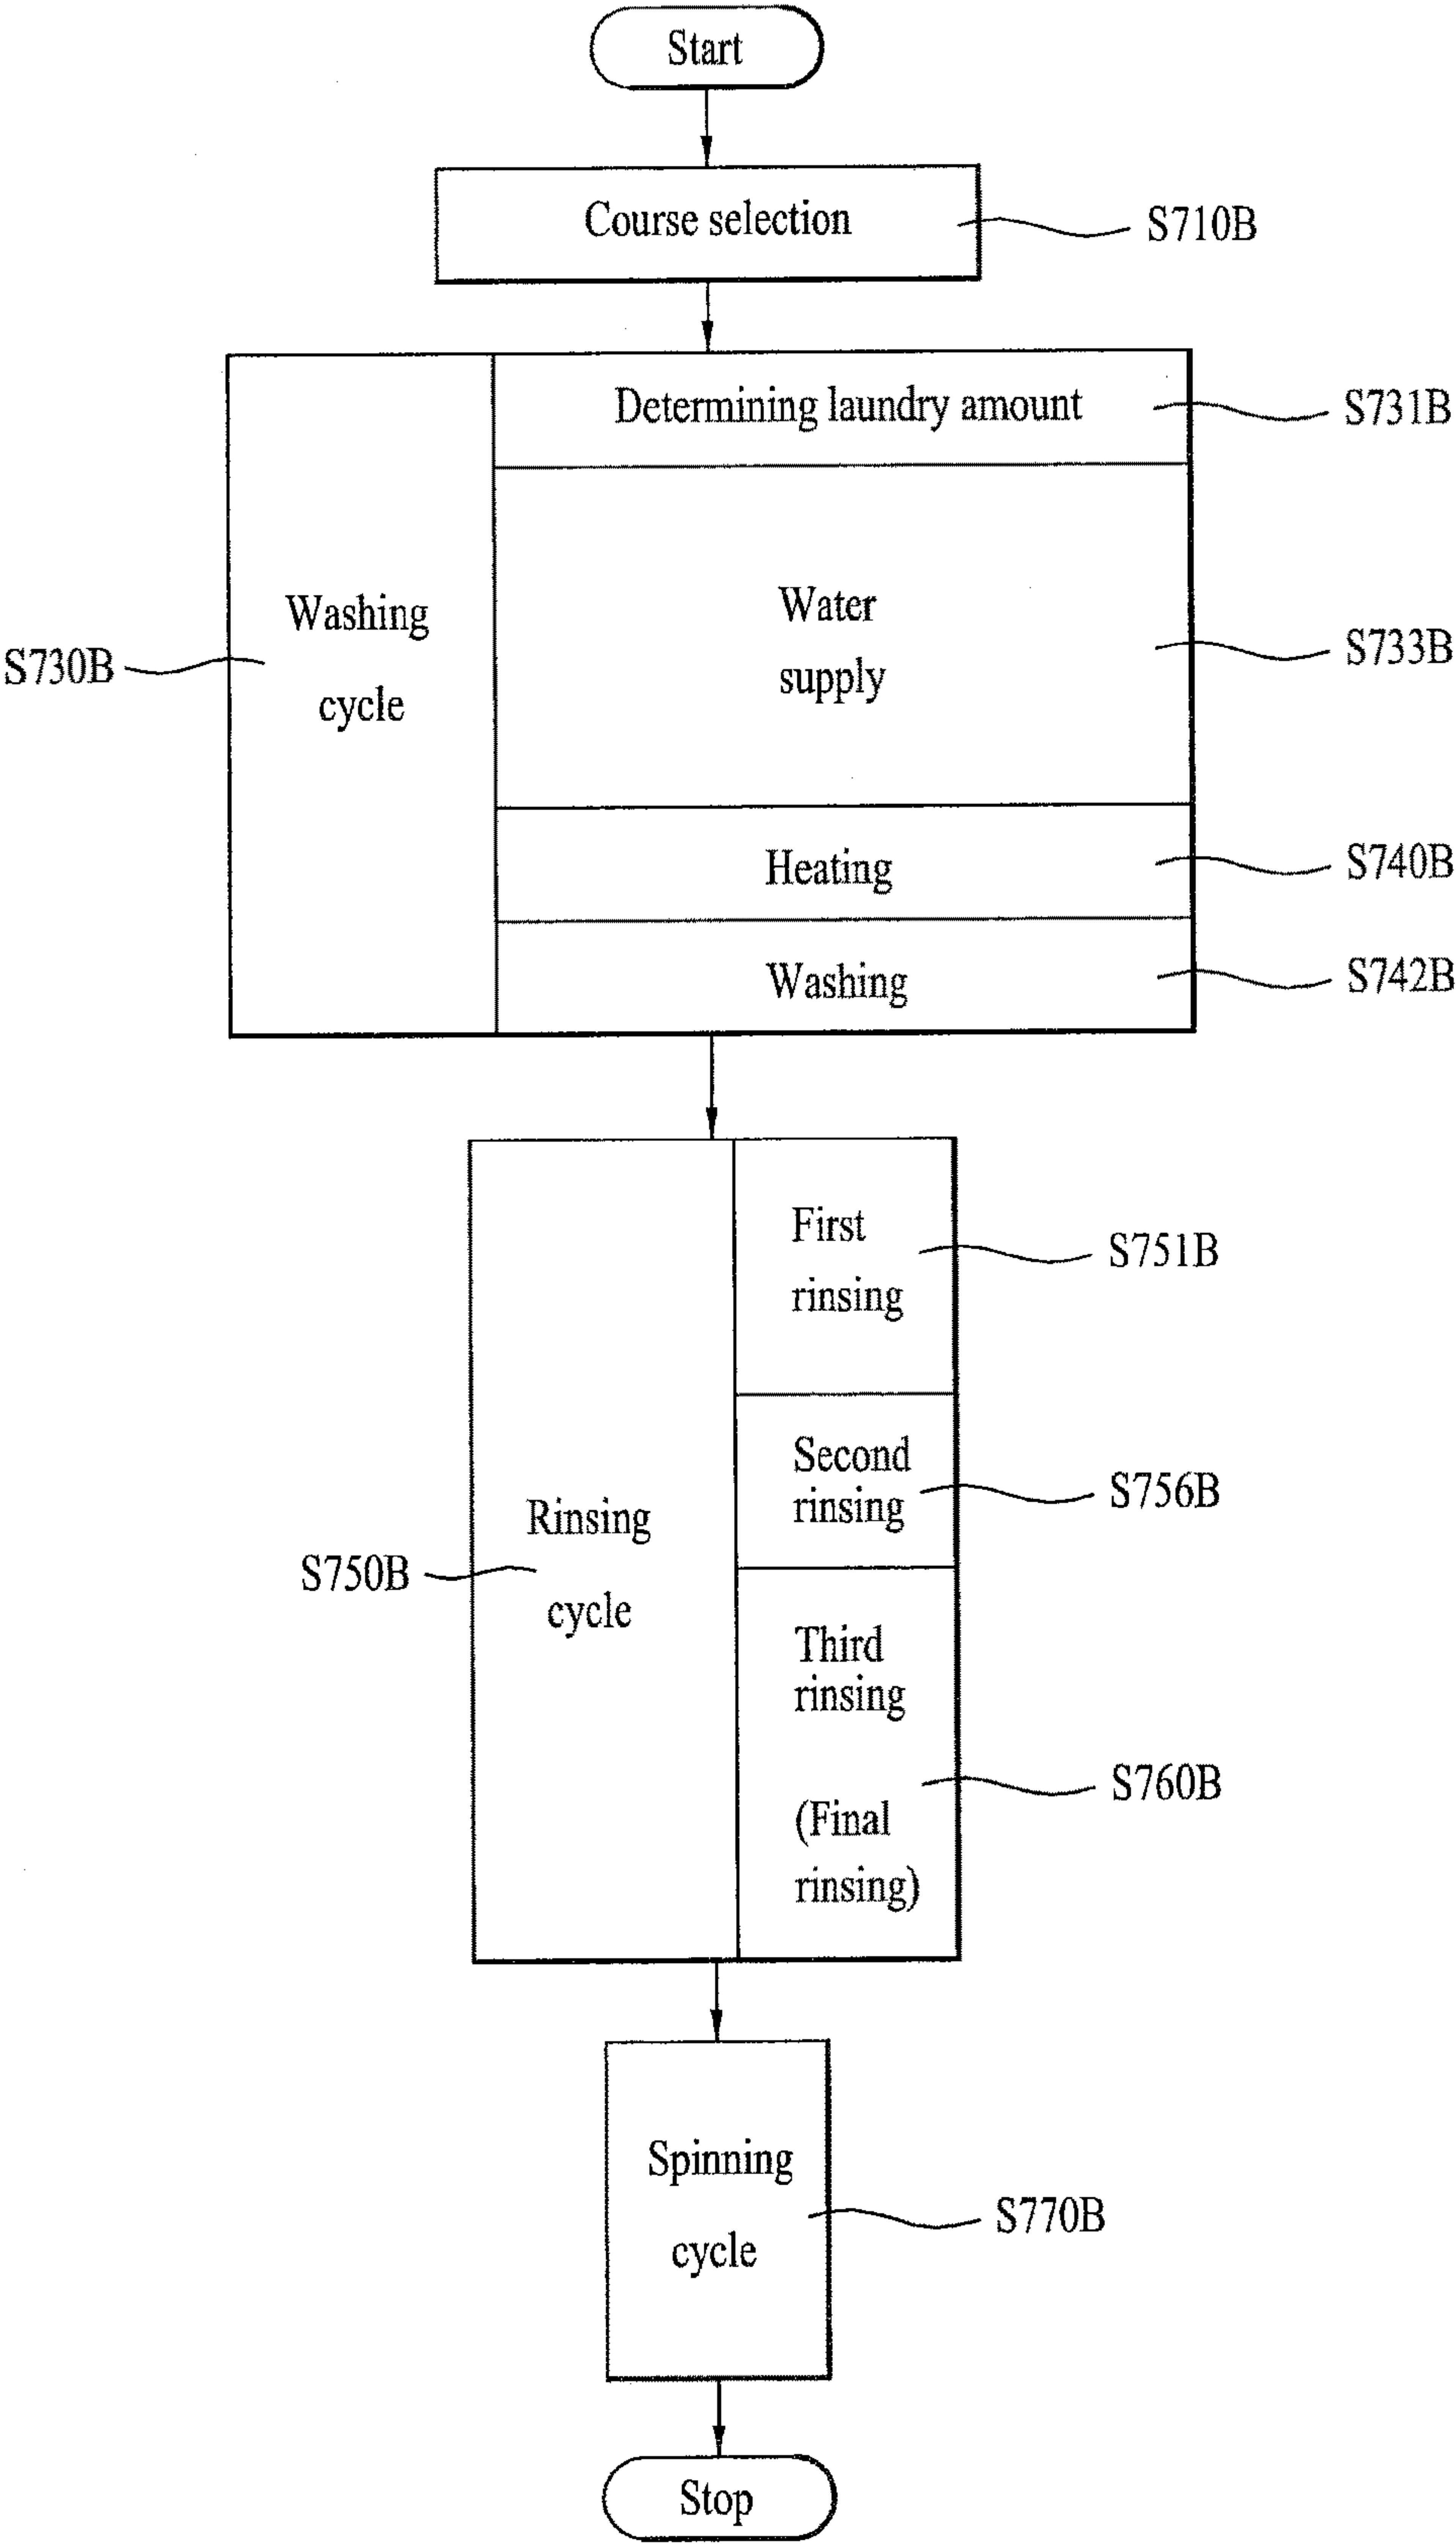 Start
Course selection
S710B
Determining laundry amount
S731B
Washing
cycle
S730B
Water
supply
S733B
Heating
S740B
Washing
S742B
Rinsing
cycle
S750B
First
rinsing
S751B
Second
rinsing
S756B
Third
rinsing
(Final
rinsing)
S760B
Spinning
cycle
S770B
Stop